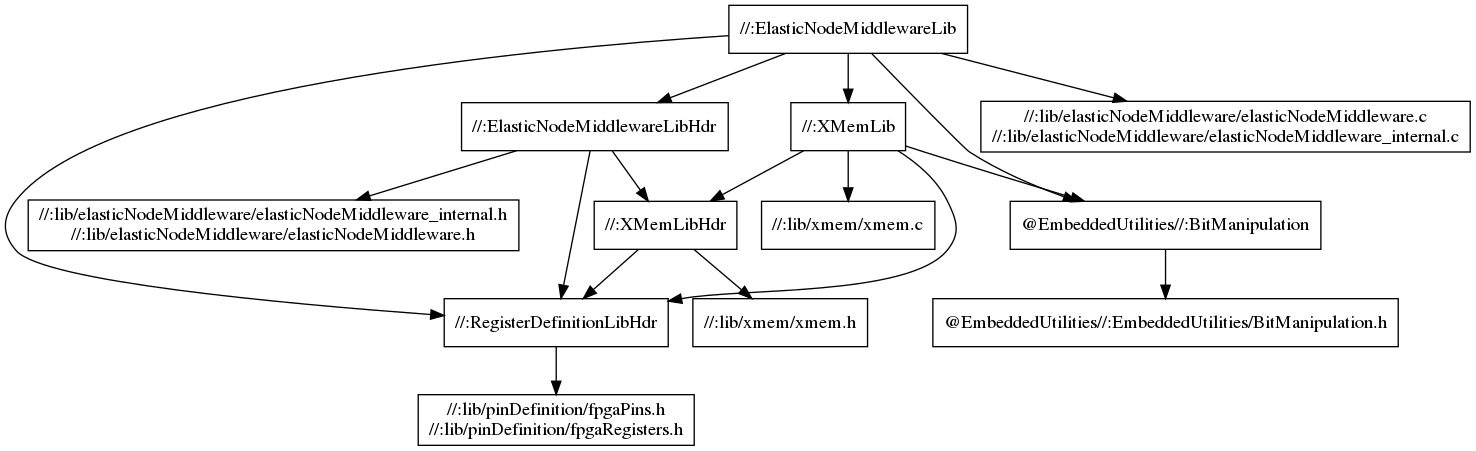 //:ElasticNodeMiddlewareLib
//:ElasticNodeMiddlewareLibHdr
//:XMemLib
//:lib/elasticNodeMiddleware/elasticNodeMiddleware.c
//:lib/elasticNodeMiddleware/elasticNodeMiddleware_internal.c
//:lib/elasticNodeMiddleware/elasticNodeMiddleware_internal.h
//:lib/elasticNodeMiddleware/elasticNodeMiddleware.h
//:XMemLibHdr
//:lib/xmem/xmem.c
@EmbeddedUtilities//:BitManipulation
//:RegisterDefinitionLibHdr
//:lib/xmem/xmem.h
@EmbeddedUtilities//:EmbeddedUtilities/BitManipulation.h
//:lib/pinDefinition/fpgaPins.h
//:lib/pinDefinition/fpgaRegisters.h